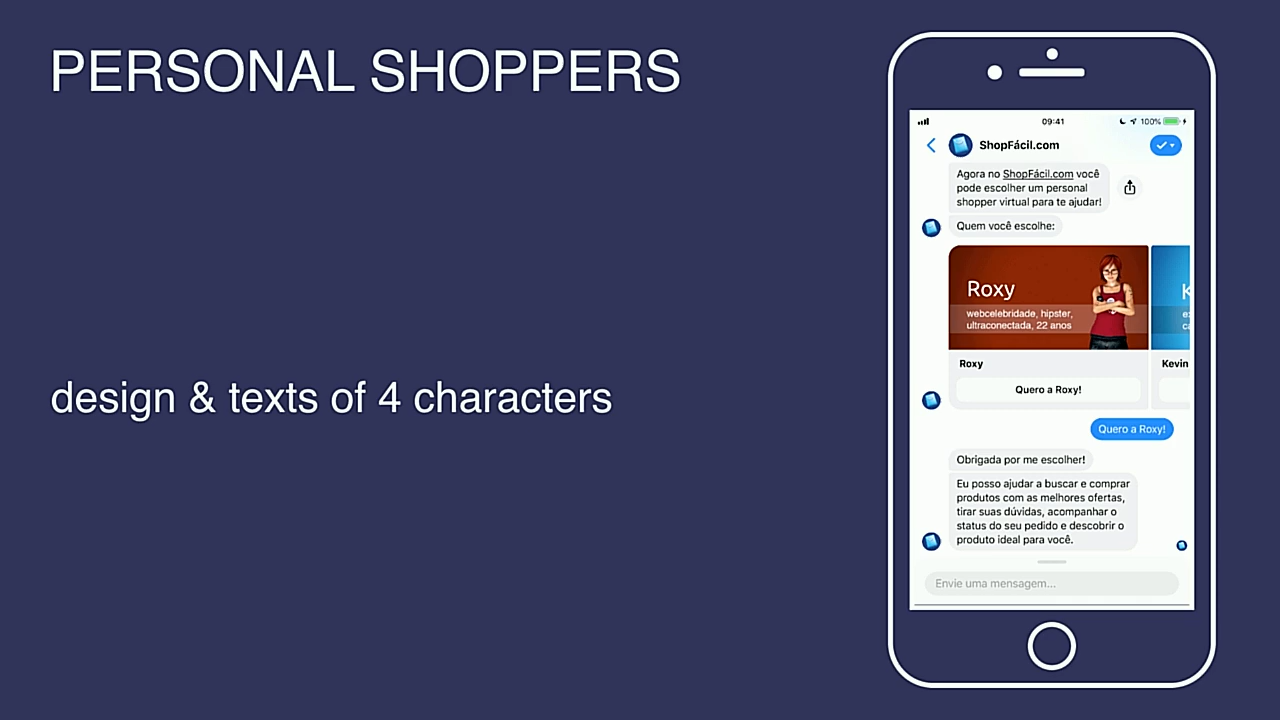 PERSONAL SHOPPERS
design & texts of 4 characters
09:41
100%
ShopFácil.com
Agora no ShopFácil.com você
pode escolher um personal
shopper virtual para te ajudar!
Quem você escolhe:
Roxy
webcelebridade, hipster,
ultraconectada, 22 anos
Roxy
Quero a Roxy!
Kevin
Quero a Roxy!
Obrigada por me escolher!
Eu posso ajudar a buscar e comprar
produtos com as melhores ofertas,
tirar suas dúvidas, acompanhar o
status do seu pedido e descobrir o
produto ideal para você.
Envie uma mensagem...